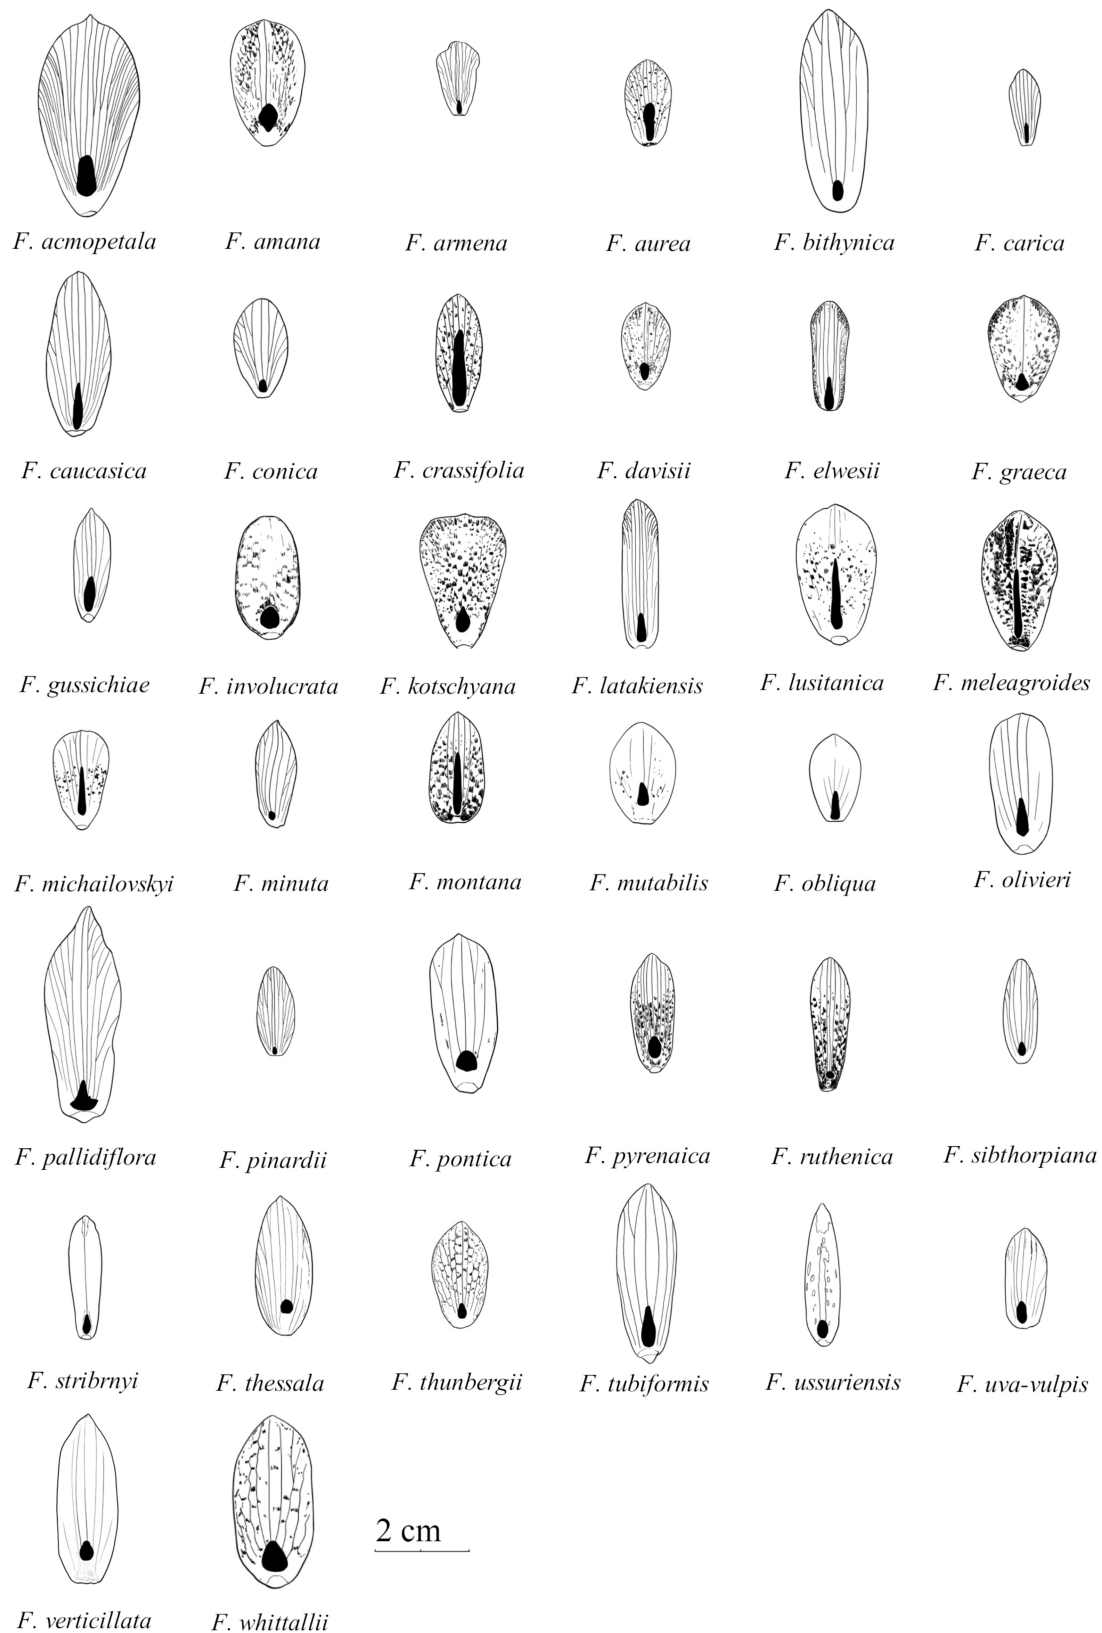 F. acmopetala F. amana F. armena F. aurea F. bithynica F. carica
F. caucasica F. conica F. crassifolia F. davisii F. elwesii F. graeca
F. gussichiae F. involucrata F. kotschyana F. latakiensis F. lusitanica F. meleagroides
F. michailovskyi F. minuta F. montana F. mutabilis F. obliqua F. olivieri
F. pallidiflora F. pinardii F. pontica F. pyrenaica F. ruthenica F. sibthorpiana
F. stribrnyi F. thessala F. thunbergii F. tubiformis F. ussuriensis F. uva-vulpis
2 cm
F. verticillata F. whittallii